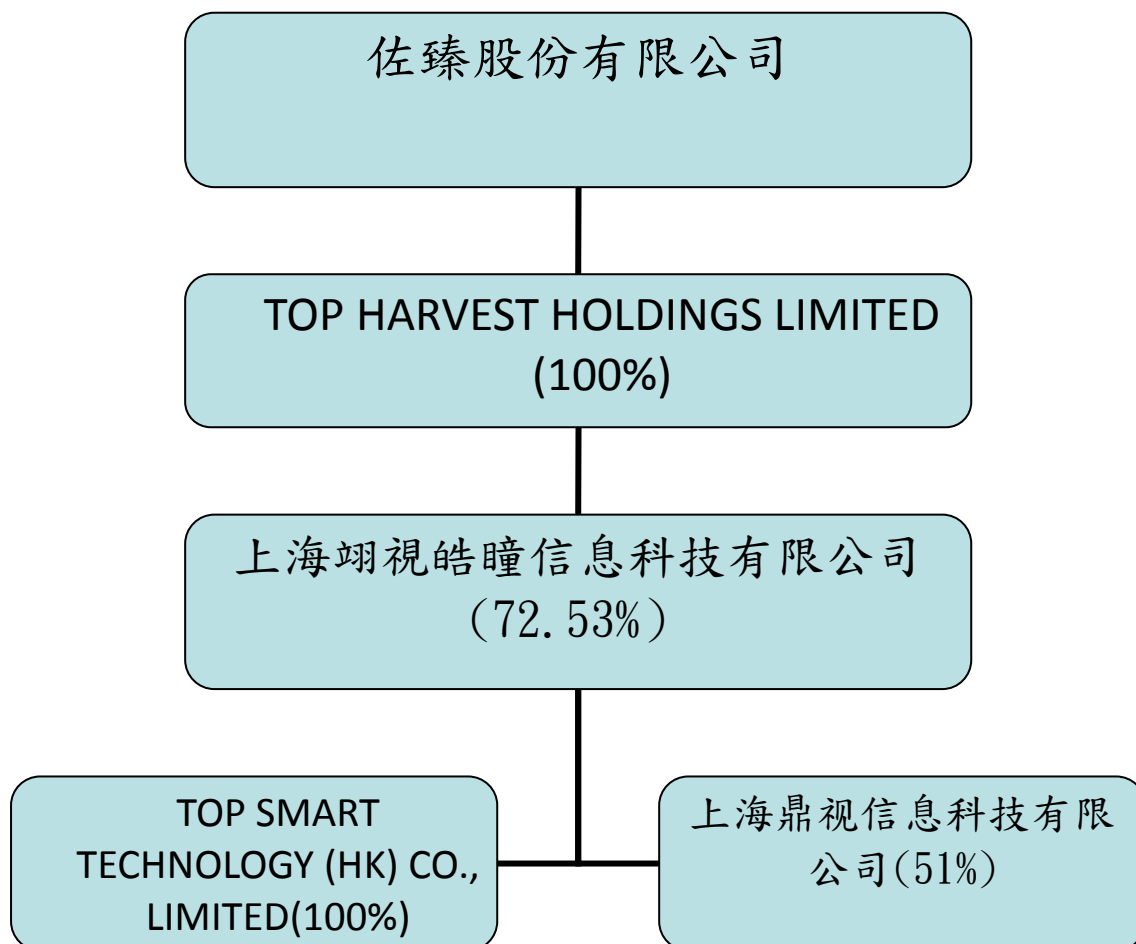 佐臻股份有限公司
TOP HARVEST HOLDINGS LIMITED
(100%)
上海翊視皓瞳信息科技有限公司
(72.53%)
TOP SMART
TECHNOLOGY (HK) CO.,
LIMITED(100%)
上海鼎视信息科技有限
公司(51%)